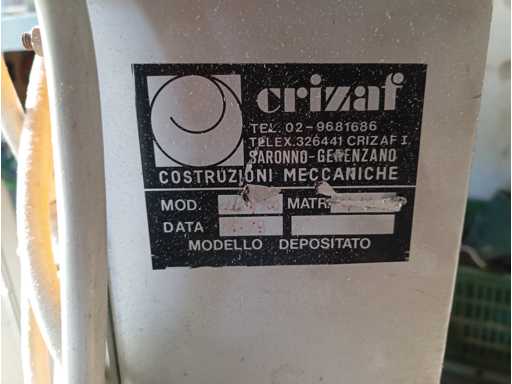 crizaf
TEL. 02-9681686
TELEX.326441 CRIZAF I
SARONNO-GERENZANO
COSTRUZIONI MECCANICHE
MOD. MATR.
DATA
MODELLO DEPOSITATO